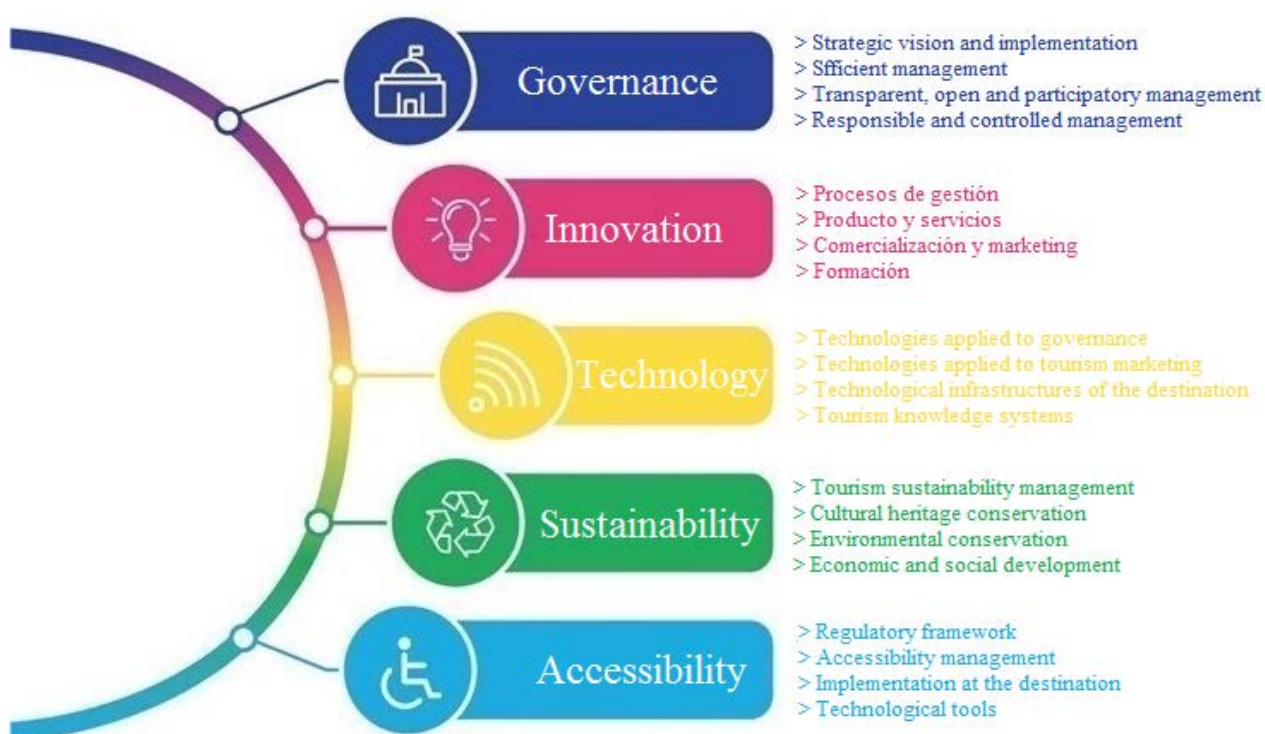 Governance
> Strategic vision and implementation
> Sfficient management
> Transparent, open and participatory management
> Responsible and controlled management
Innovation
> Procesos de gestión
> Producto y servicios
> Comercialización y marketing
> Formación
Technology
> Technologies applied to governance
> Technologies applied to tourism marketing
> Technological infrastructures of the destination
> Tourism knowledge systems
Sustainability
> Tourism sustainability management
> Cultural heritage conservation
> Environmental conservation
> Economic and social development
Accessibility
> Regulatory framework
> Accessibility management
> Implementation at the destination
> Technological tools